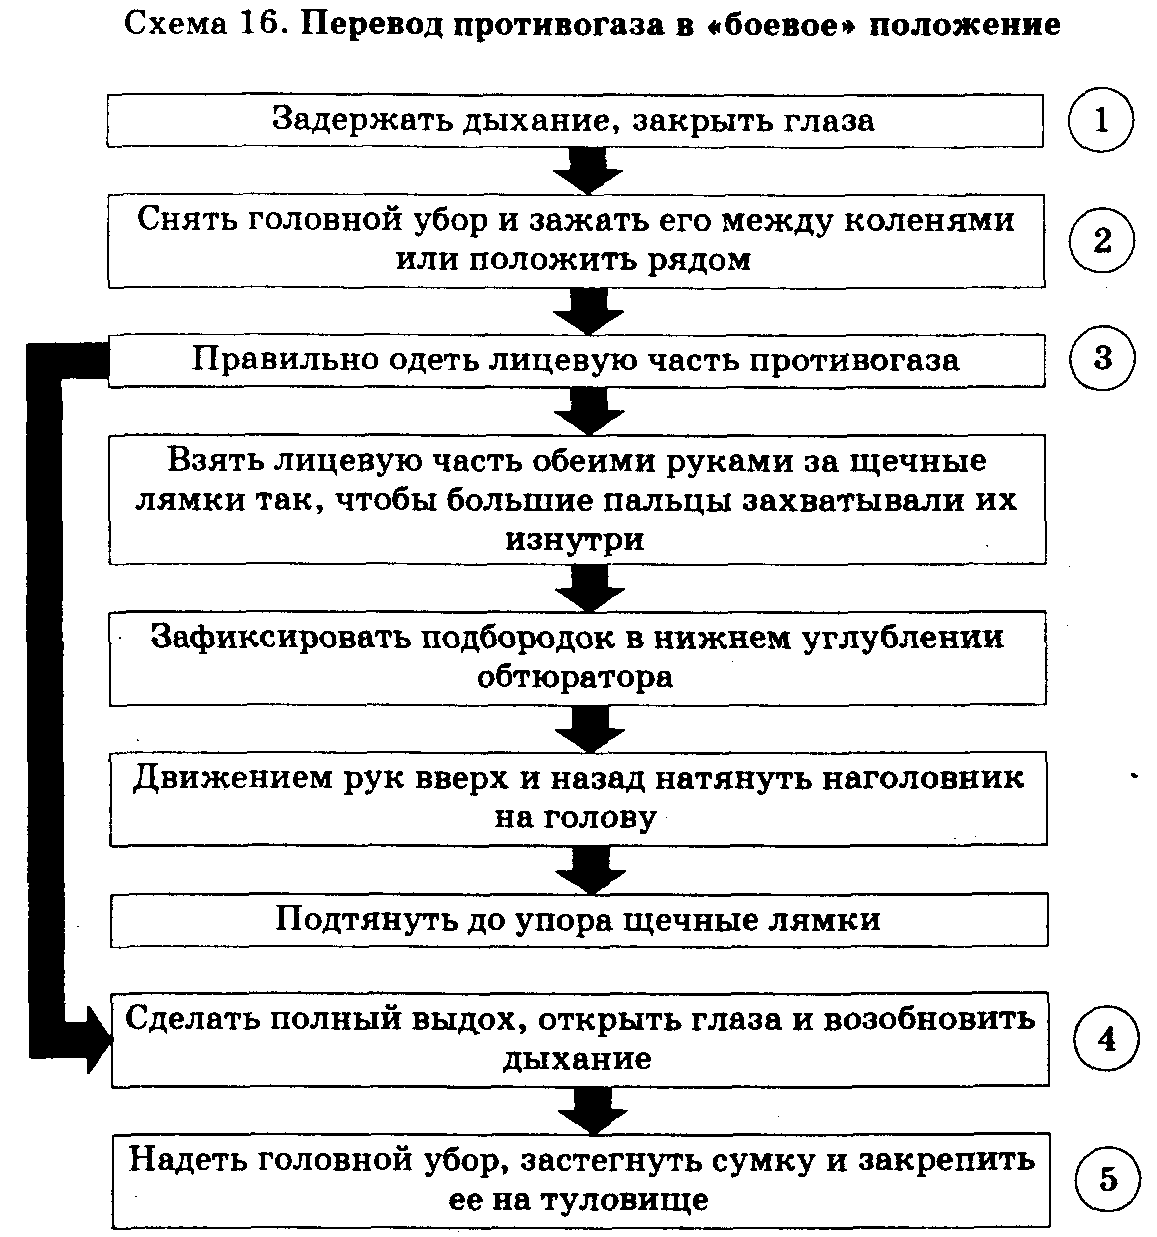 Схема 16. Перевод противогаза в «боевое» положение
Задержать дыхание, закрыть глаза
1
Снять головной убор и зажать его между коленями
или положить рядом
2
Правильно одеть лицевую часть противогаза
3
Взять лицевую часть обеими руками за щечные
лямки так, чтобы большие пальцы захватывали их
изнутри
Зафиксировать подбородок в нижнем углублении
обтюратора
Движением рук вверх и назад натянуть наголовник
на голову
Подтянуть до упора щечные лямки
Сделать полный выдох, открыть глаза и возобновить
дыхание
4
Надеть головной убор, застегнуть сумку и закрепить
ее на туловище
5